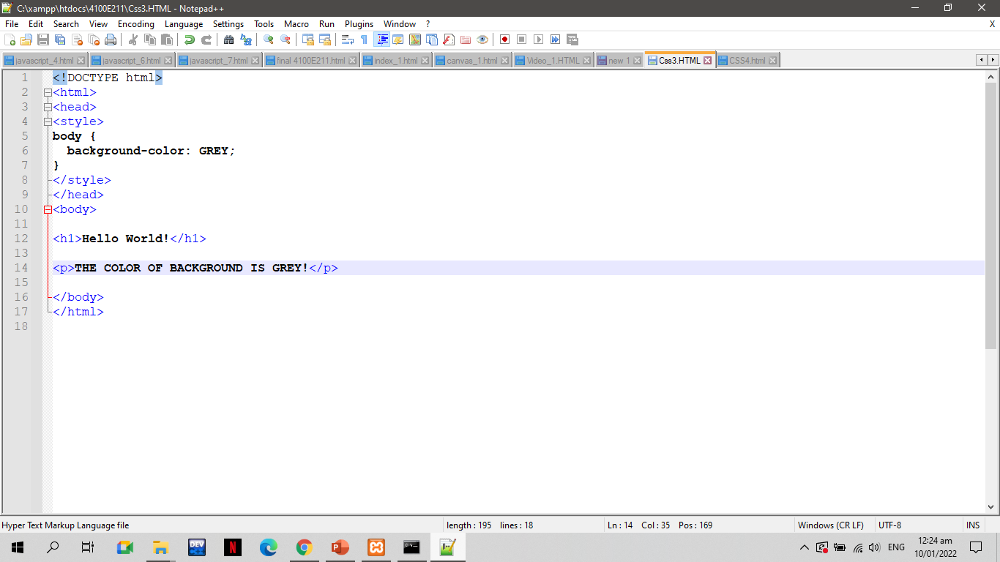 C:\xampp\htdocs\4100E211\Css3.HTML - Notepad++
File Edit Search View Encoding Language Settings Tools Macro Run Plugins Window ? X
javascript_4.html javascript_6.html javascript_7.html final 4100E211.html index_1.html canvas_1.html Video_1.HTML new 1 Css3.HTML CSS4.html
1 <!DOCTYPE html>
2 <html>
3 <head>
4 <style>
5 body {
6 background-color: GREY;
7 }
8 </style>
9 </head>
10 <body>
11
12 <h1>Hello World!</h1>
13
14 <p>THE COLOR OF BACKGROUND IS GREY!</p>
15
16 </body>
17 </html>
18
Hyper Text Markup Language file length : 195 lines : 18 Ln : 14 Col : 35 Pos : 169 Windows (CR LF) UTF-8 INS
DEV C++ N P ENG 12:24 am
10/01/2022